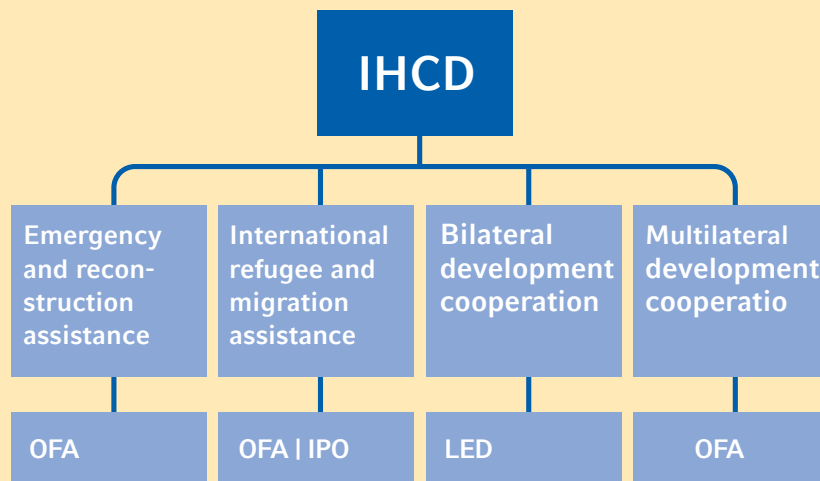 IHCD
Emergency
and recon-
struction
assistance
International
refugee and
migration
assistance
Bilateral
development
cooperation
Multilateral
development
cooperatio
OFA
OFA | IPO
LED
OFA